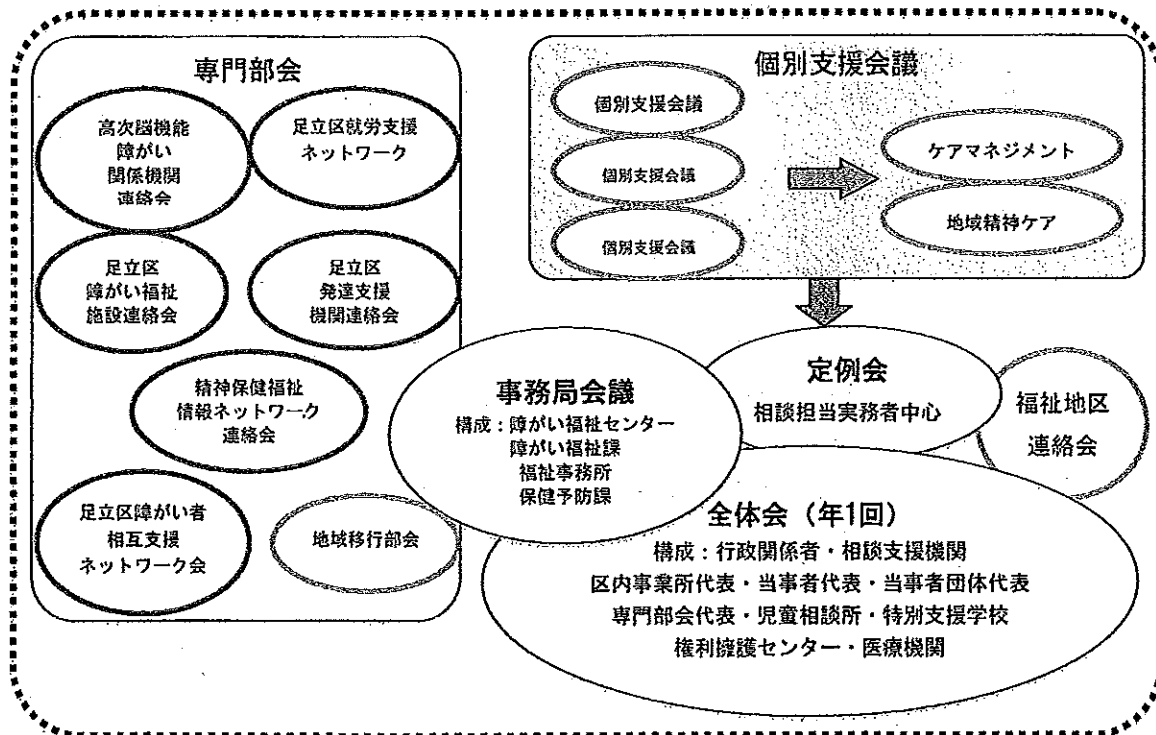 専門部会
高次脳機能
障がい
関係機関
連絡会
足立区就労支援
ネットワーク
足立区
障がい福祉
施設連絡会
足立区
発達支援
機関連絡会
精神保健福祉
情報ネットワーク
連絡会
足立区障がい者
相互支援
ネットワーク会
地域移行部会
個別支援会議
個別支援会議
個別支援会議
個別支援会議
ケアマネジメント
地域精神ケア
事務局会議
構成：障がい福祉センター
障がい福祉課
福祉事務所
保健予防課
定例会
相談担当実務者中心
福祉地区
連絡会
全体会（年1回）
構成：行政関係者・相談支援機関
区内事業所代表・当事者代表・当事者団体代表
専門部会代表・児童相談所・特別支援学校
権利擁護センター・医療機関